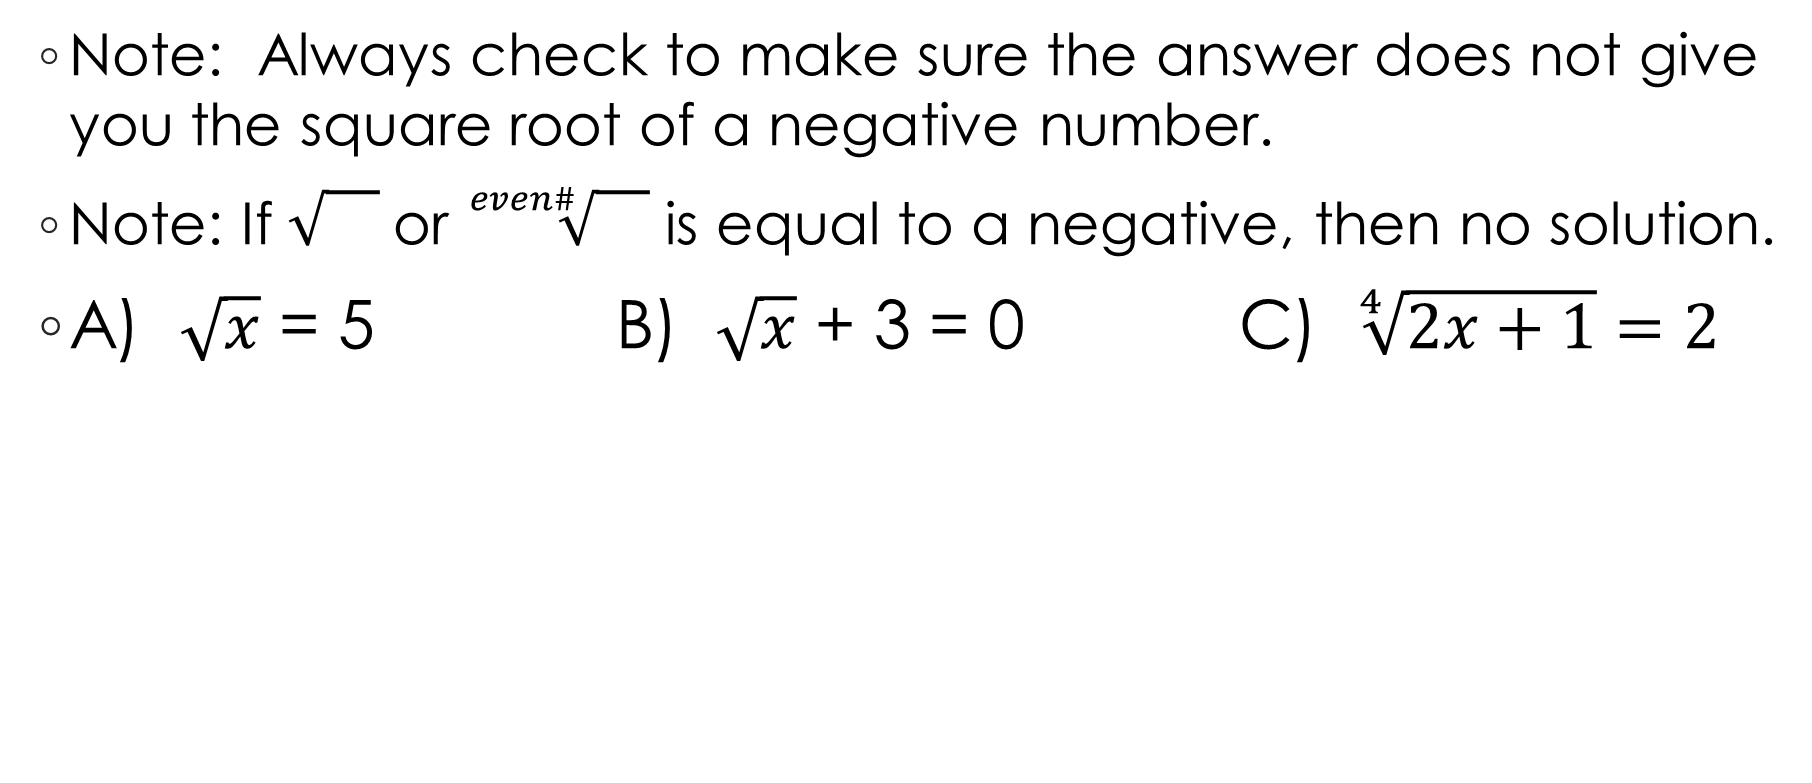 ◦ Note:  Always check to make sure the answer does not give
you the square root of a negative number.
◦ Note: If √‾ or ᵉᵛᵉⁿ#√‾ is equal to a negative, then no solution.
◦ A)  √x = 5    B)  √x + 3 = 0    C)  ∜(2x + 1) = 2